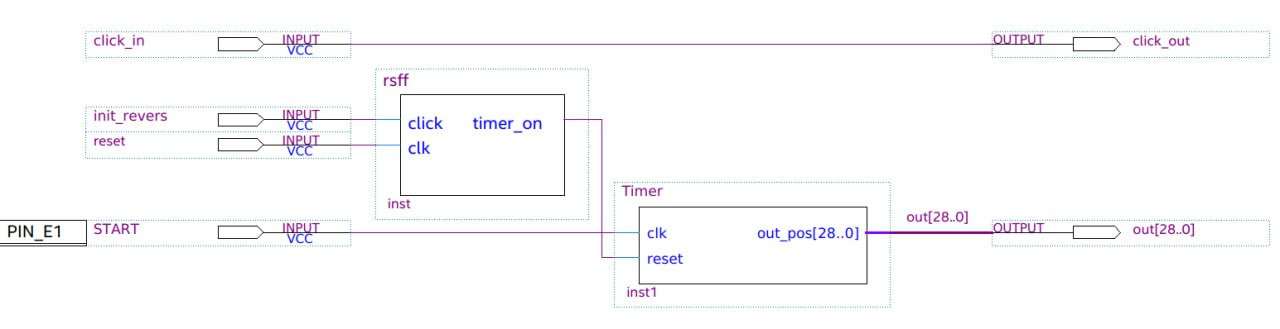 click_in INPUT VCC OUTPUT click_out
rsff
init_revers INPUT VCC click timer_on
reset INPUT VCC clk
inst
Timer
PIN_E1 START INPUT VCC clk out_pos[28..0] out[28..0] OUTPUT out[28..0]
reset
inst1